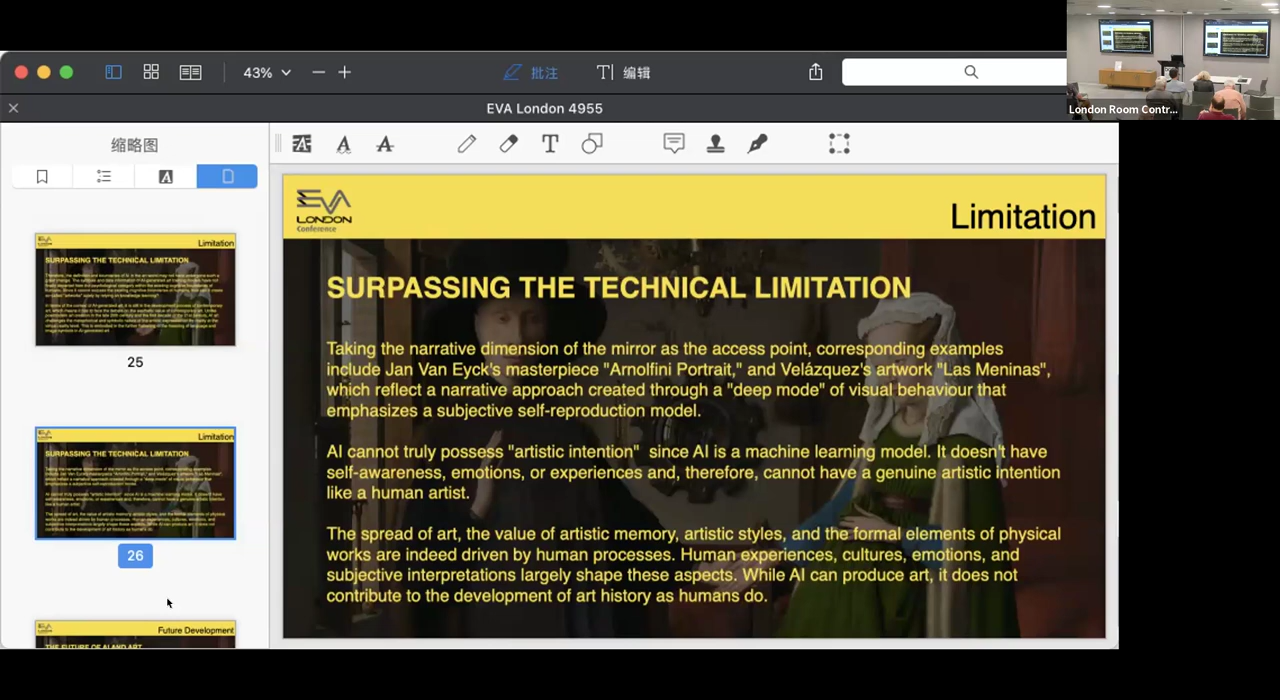 43%
批注
编辑
London Room Contr...
EVA London 4955
缩略图
EVA
LONDON
Conference
Limitation
SURPASSING THE TECHNICAL LIMITATION
Taking the narrative dimension of the mirror as the access point, corresponding examples
include Jan Van Eyck's masterpiece "Arnolfini Portrait," and Velázquez's artwork "Las Meninas",
which reflect a narrative approach created through a "deep mode" of visual behaviour that
emphasizes a subjective self-reproduction model.
AI cannot truly possess "artistic intention"  since AI is a machine learning model. It doesn't have
self-awareness, emotions, or experiences and, therefore, cannot have a genuine artistic intention
like a human artist.
The spread of art, the value of artistic memory, artistic styles, and the formal elements of physical
works are indeed driven by human processes. Human experiences, cultures, emotions, and
subjective interpretations largely shape these aspects. While AI can produce art, it does not
contribute to the development of art history as humans do.
Limitation
SURPASSING THE TECHNICAL LIMITATION
25
Limitation
SURPASSING THE TECHNICAL LIMITATION
26
Future Development
THE FUTURE OF AI AND ART